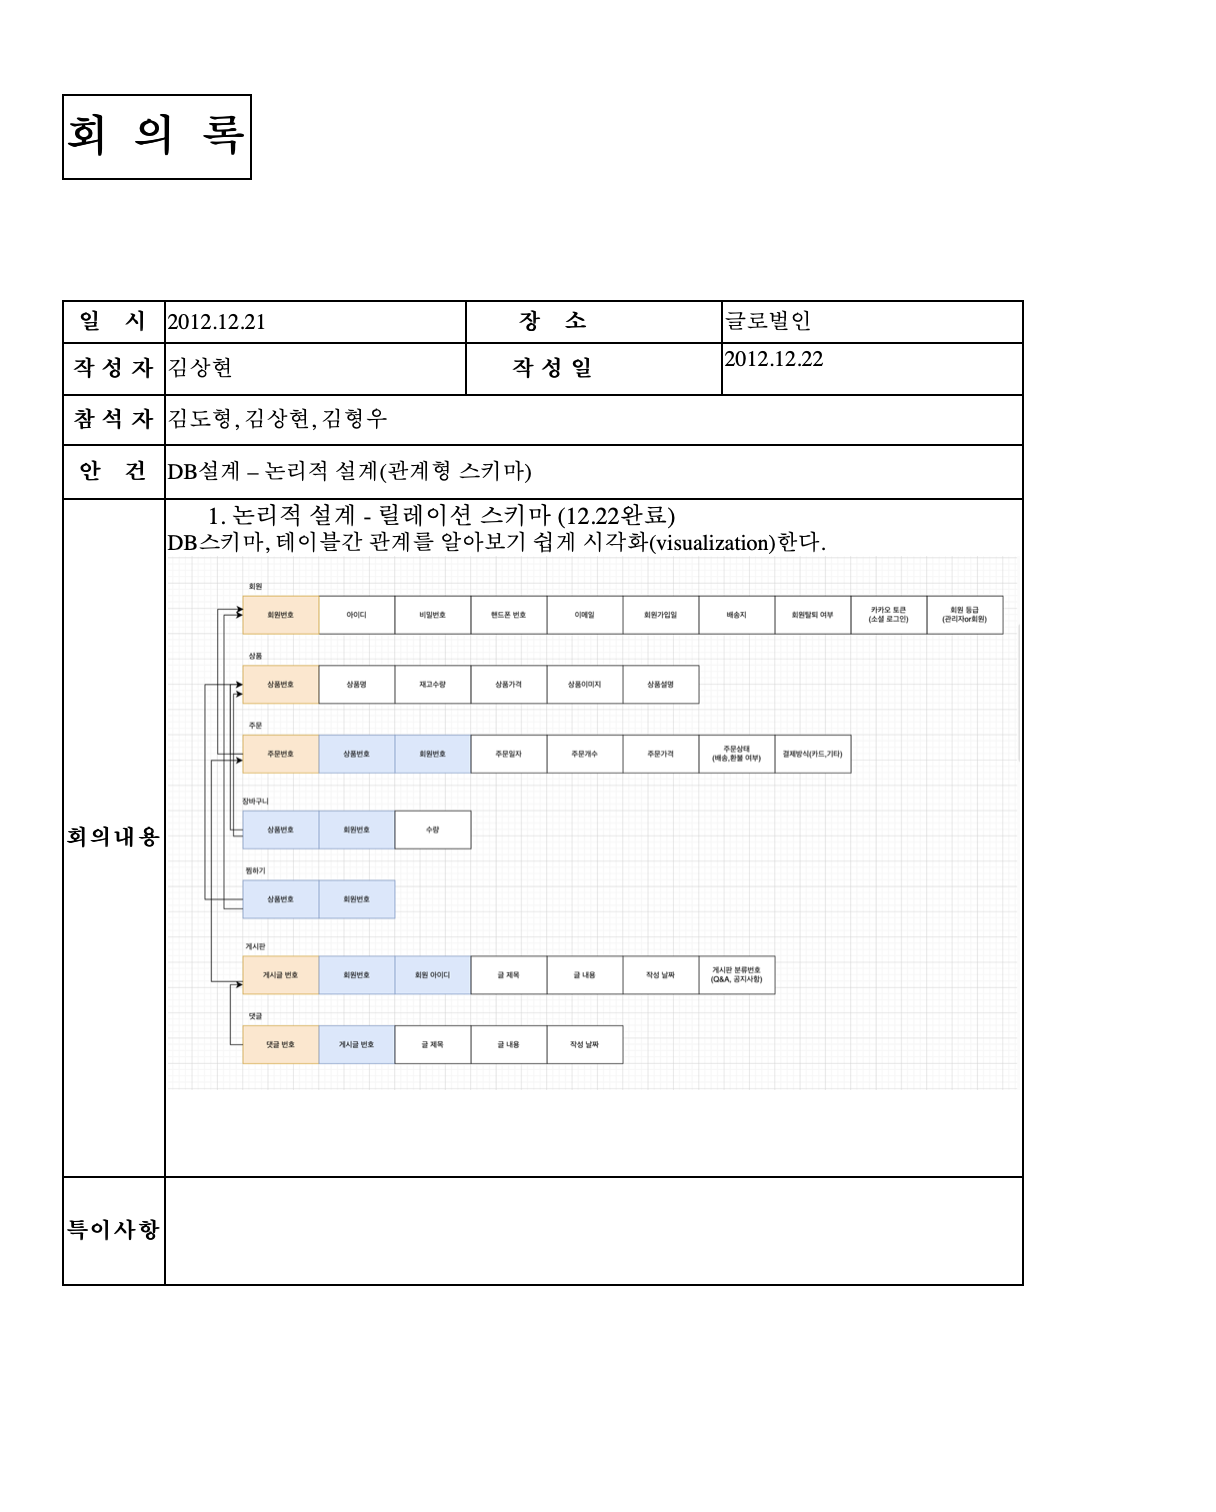 회 의 록
일 시 2012.12.21 장 소 글로벌인
작 성 자 김상현 작 성 일 2012.12.22
참 석 자 김도형, 김상현, 김형우
안 건 DB설계 – 논리적 설계(관계형 스키마)
회의내용
1. 논리적 설계 - 릴레이션 스키마 (12.22완료)
DB스키마, 테이블간 관계를 알아보기 쉽게 시각화(visualization)한다.
회원
회원번호 아이디 비밀번호 핸드폰 번호 이메일 회원가입일 배송지 회원탈퇴 여부 카카오 토큰 (소셜 로그인) 회원 등급 (관리자or회원)
상품
상품번호 상품명 재고수량 상품가격 상품이미지 상품설명
주문
주문번호 상품번호 회원번호 주문일자 주문개수 주문가격 주문상태 (배송,환불 여부) 결제방식(카드,기타)
장바구니
상품번호 회원번호 수량
찜하기
상품번호 회원번호
게시판
게시글 번호 회원번호 회원 아이디 글 제목 글 내용 작성 날짜 게시판 분류번호 (Q&A, 공지사항)
댓글
댓글 번호 게시글 번호 글 제목 글 내용 작성 날짜
특이사항